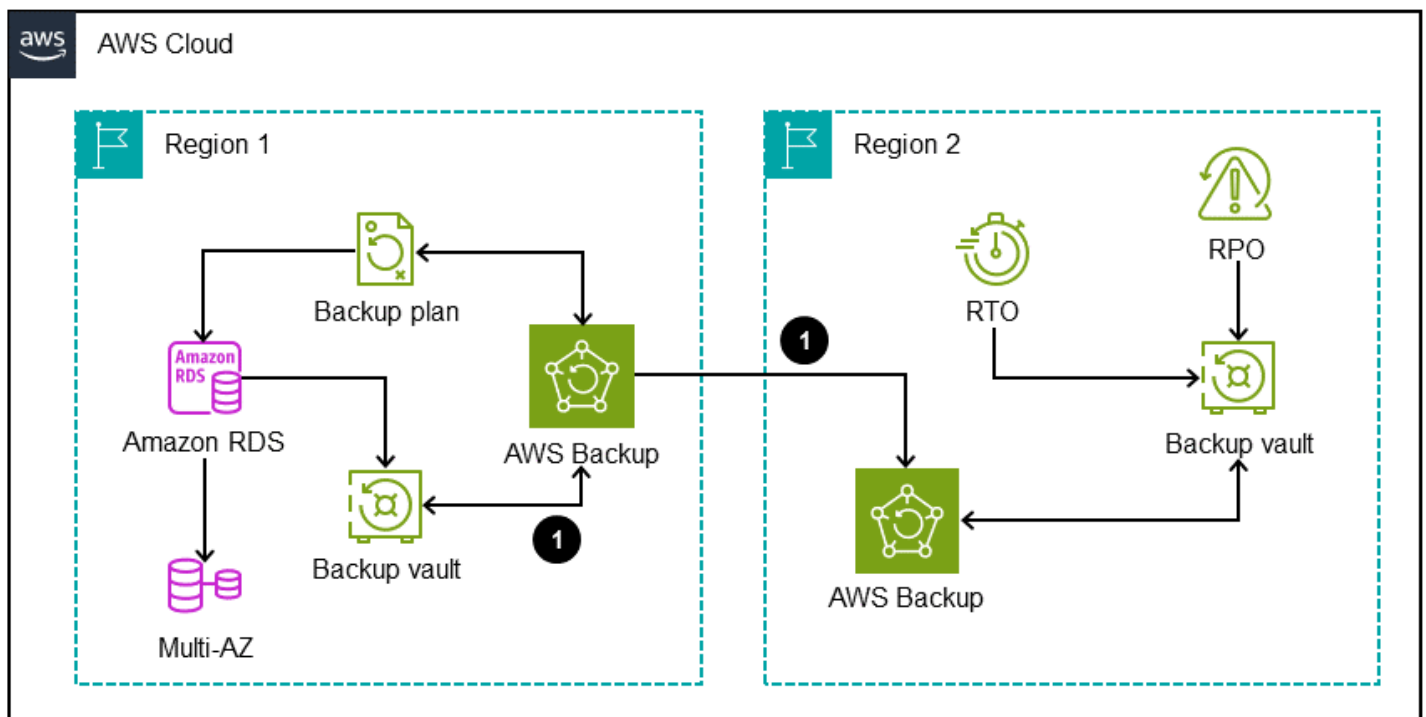 aws
AWS Cloud
Region 1
Region 2
Backup plan
RTO
RPO
1
Amazon
RDS
Amazon RDS
AWS Backup
Backup vault
Backup vault
1
AWS Backup
Multi-AZ